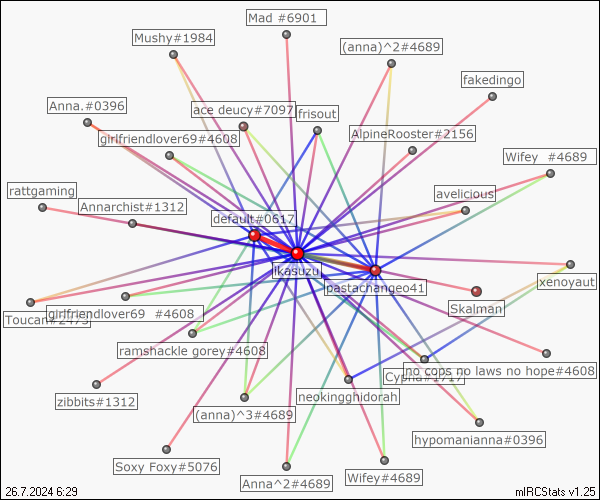 Mad #6901
Mushy#1984
(anna)^2#4689
fakedingo
Anna.#0396
ace deucy#7097
frisout
girlfriendlover69#4608
AlpineRooster#2156
Wifey #4689
rattgaming
Annarchist#1312
avelicious
default#0617
ikasuzu
pastachangeo41
xenoyaut
Skalman
Toucan#2475
girlfriendlover69 #4608
ramshackle gorey#4608
no cops no laws no hope#4608
Cypha#1717
zibbits#1312
neokingghidorah
(anna)^3#4689
hypomanianna#0396
Soxy Foxy#5076
Anna^2#4689
Wifey#4689
26.7.2024 6:29
mIRCStats v1.25